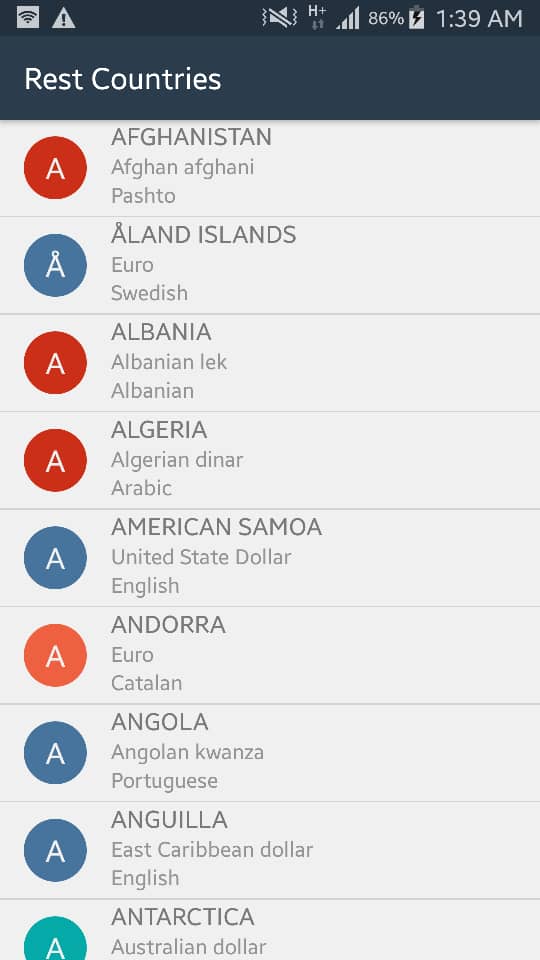 H+ 86% 1:39 AM
Rest Countries
A
AFGHANISTAN
Afghan afghani
Pashto
Å
ÅLAND ISLANDS
Euro
Swedish
A
ALBANIA
Albanian lek
Albanian
A
ALGERIA
Algerian dinar
Arabic
A
AMERICAN SAMOA
United State Dollar
English
A
ANDORRA
Euro
Catalan
A
ANGOLA
Angolan kwanza
Portuguese
A
ANGUILLA
East Caribbean dollar
English
A
ANTARCTICA
Australian dollar